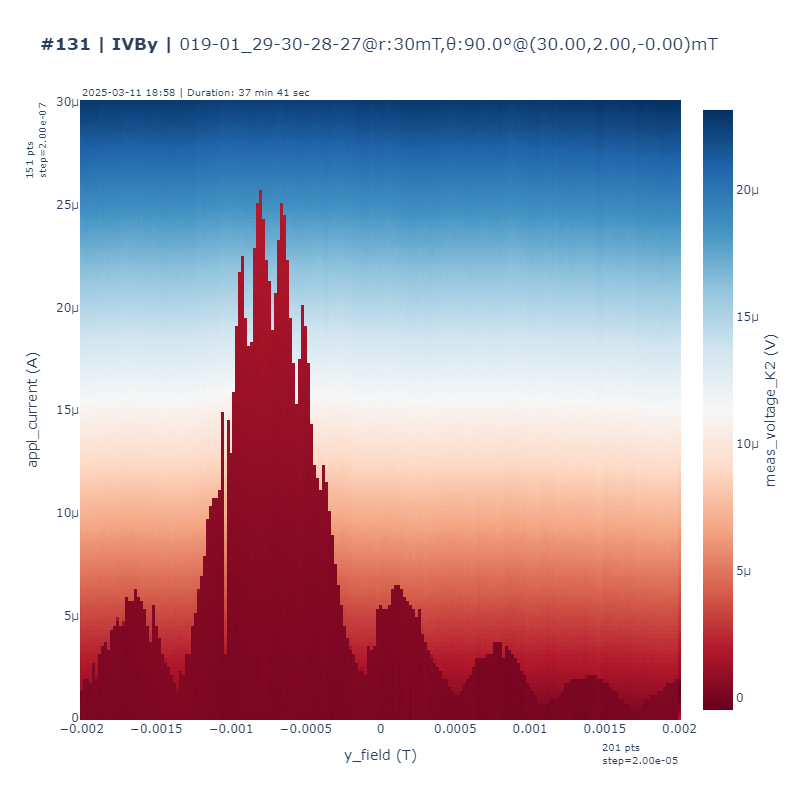 #131 | IVBy | 019-01_29-30-28-27@r:30mT,θ:90.0°@(30.00,2.00,-0.00)mT
2025-03-11 18:58 | Duration: 37 min 41 sec
151 pts
step=2.00e-07
30μ
25μ
20μ
15μ
10μ
5μ
0
appl_current (A)
−0.002
−0.0015
−0.001
−0.0005
0
0.0005
0.001
0.0015
0.002
y_field (T)
201 pts
step=2.00e-05
20μ
15μ
10μ
5μ
0
meas_voltage_K2 (V)